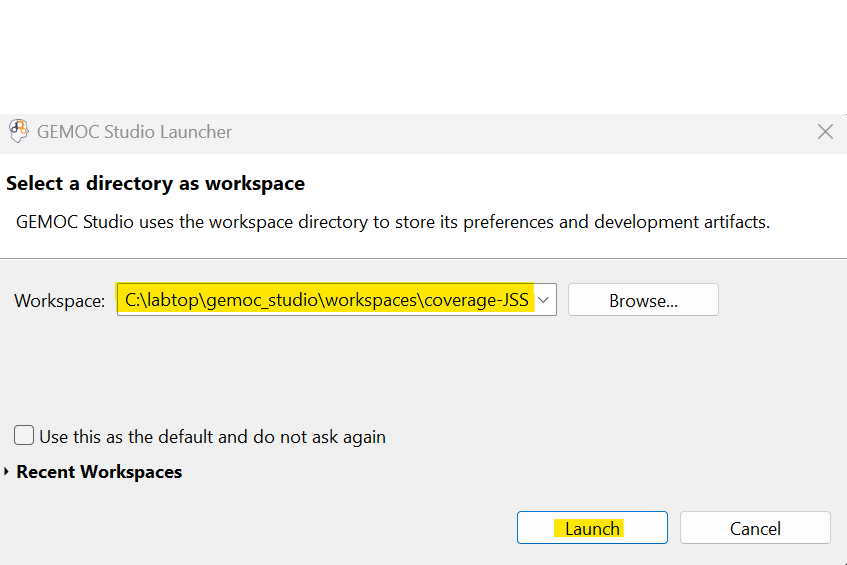 GEMOC Studio Launcher
Select a directory as workspace
GEMOC Studio uses the workspace directory to store its preferences and development artifacts.
Workspace: C:\labtop\gemoc_studio\workspaces\coverage-JSS Browse...
Use this as the default and do not ask again
Recent Workspaces
Launch Cancel